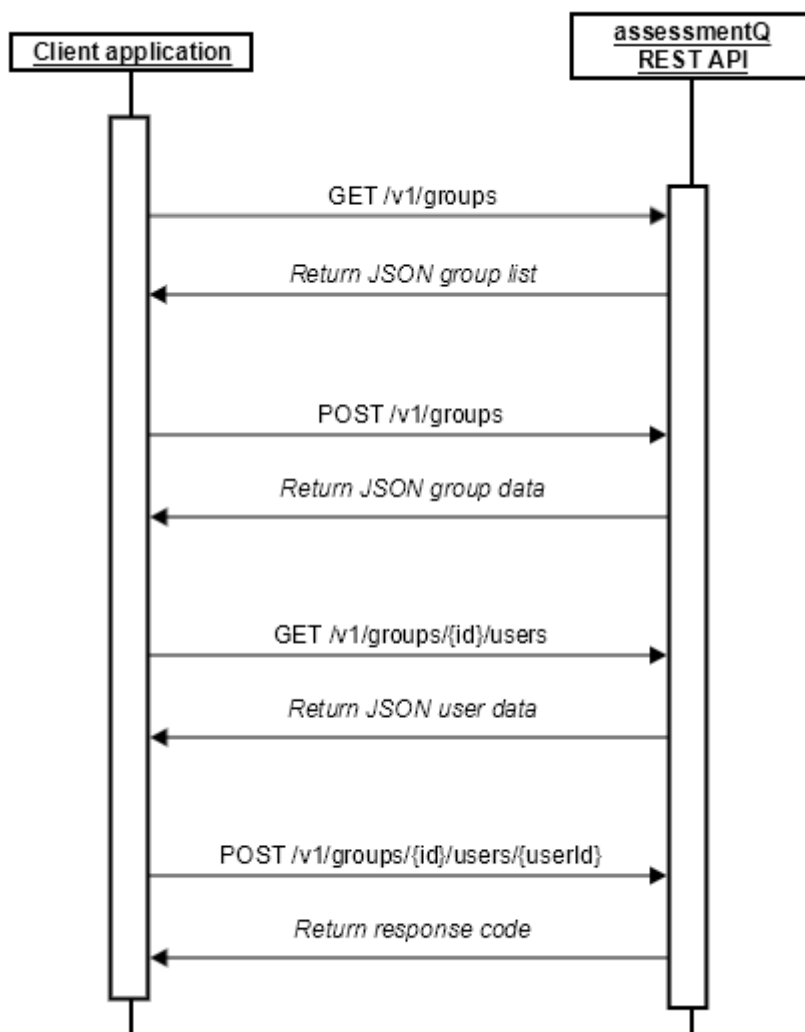 Client application
assessmentQ
REST API
GET /v1/groups
Return JSON group list
POST /v1/groups
Return JSON group data
GET /v1/groups/{id}/users
Return JSON user data
POST /v1/groups/{id}/users/{userId}
Return response code